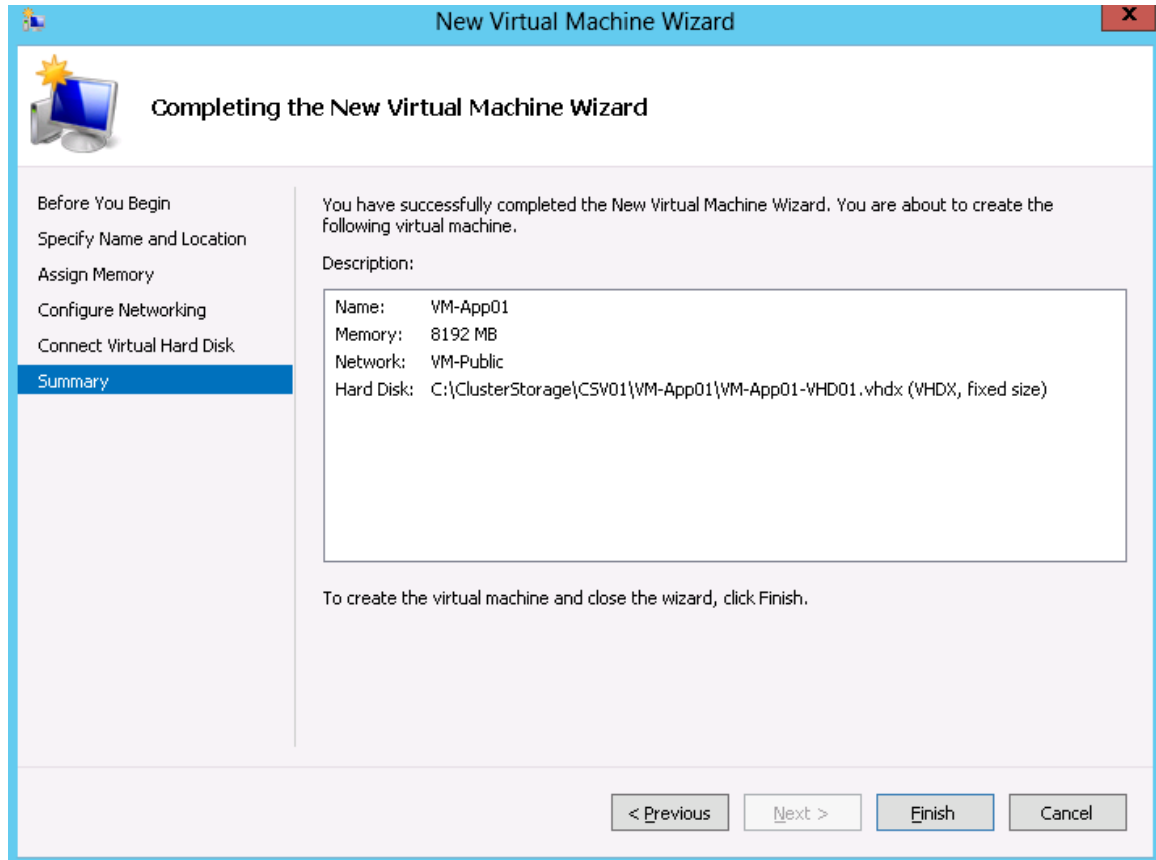 New Virtual Machine Wizard
x
Completing the New Virtual Machine Wizard
Before You Begin
Specify Name and Location
Assign Memory
Configure Networking
Connect Virtual Hard Disk
Summary
You have successfully completed the New Virtual Machine Wizard. You are about to create the
following virtual machine.
Description:
Name: VM-App01
Memory: 8192 MB
Network: VM-Public
Hard Disk: C:\ClusterStorage\CSV01\VM-App01\VM-App01-VHD01.vhdx (VHDX, fixed size)
To create the virtual machine and close the wizard, click Finish.
< Previous Next > Finish Cancel